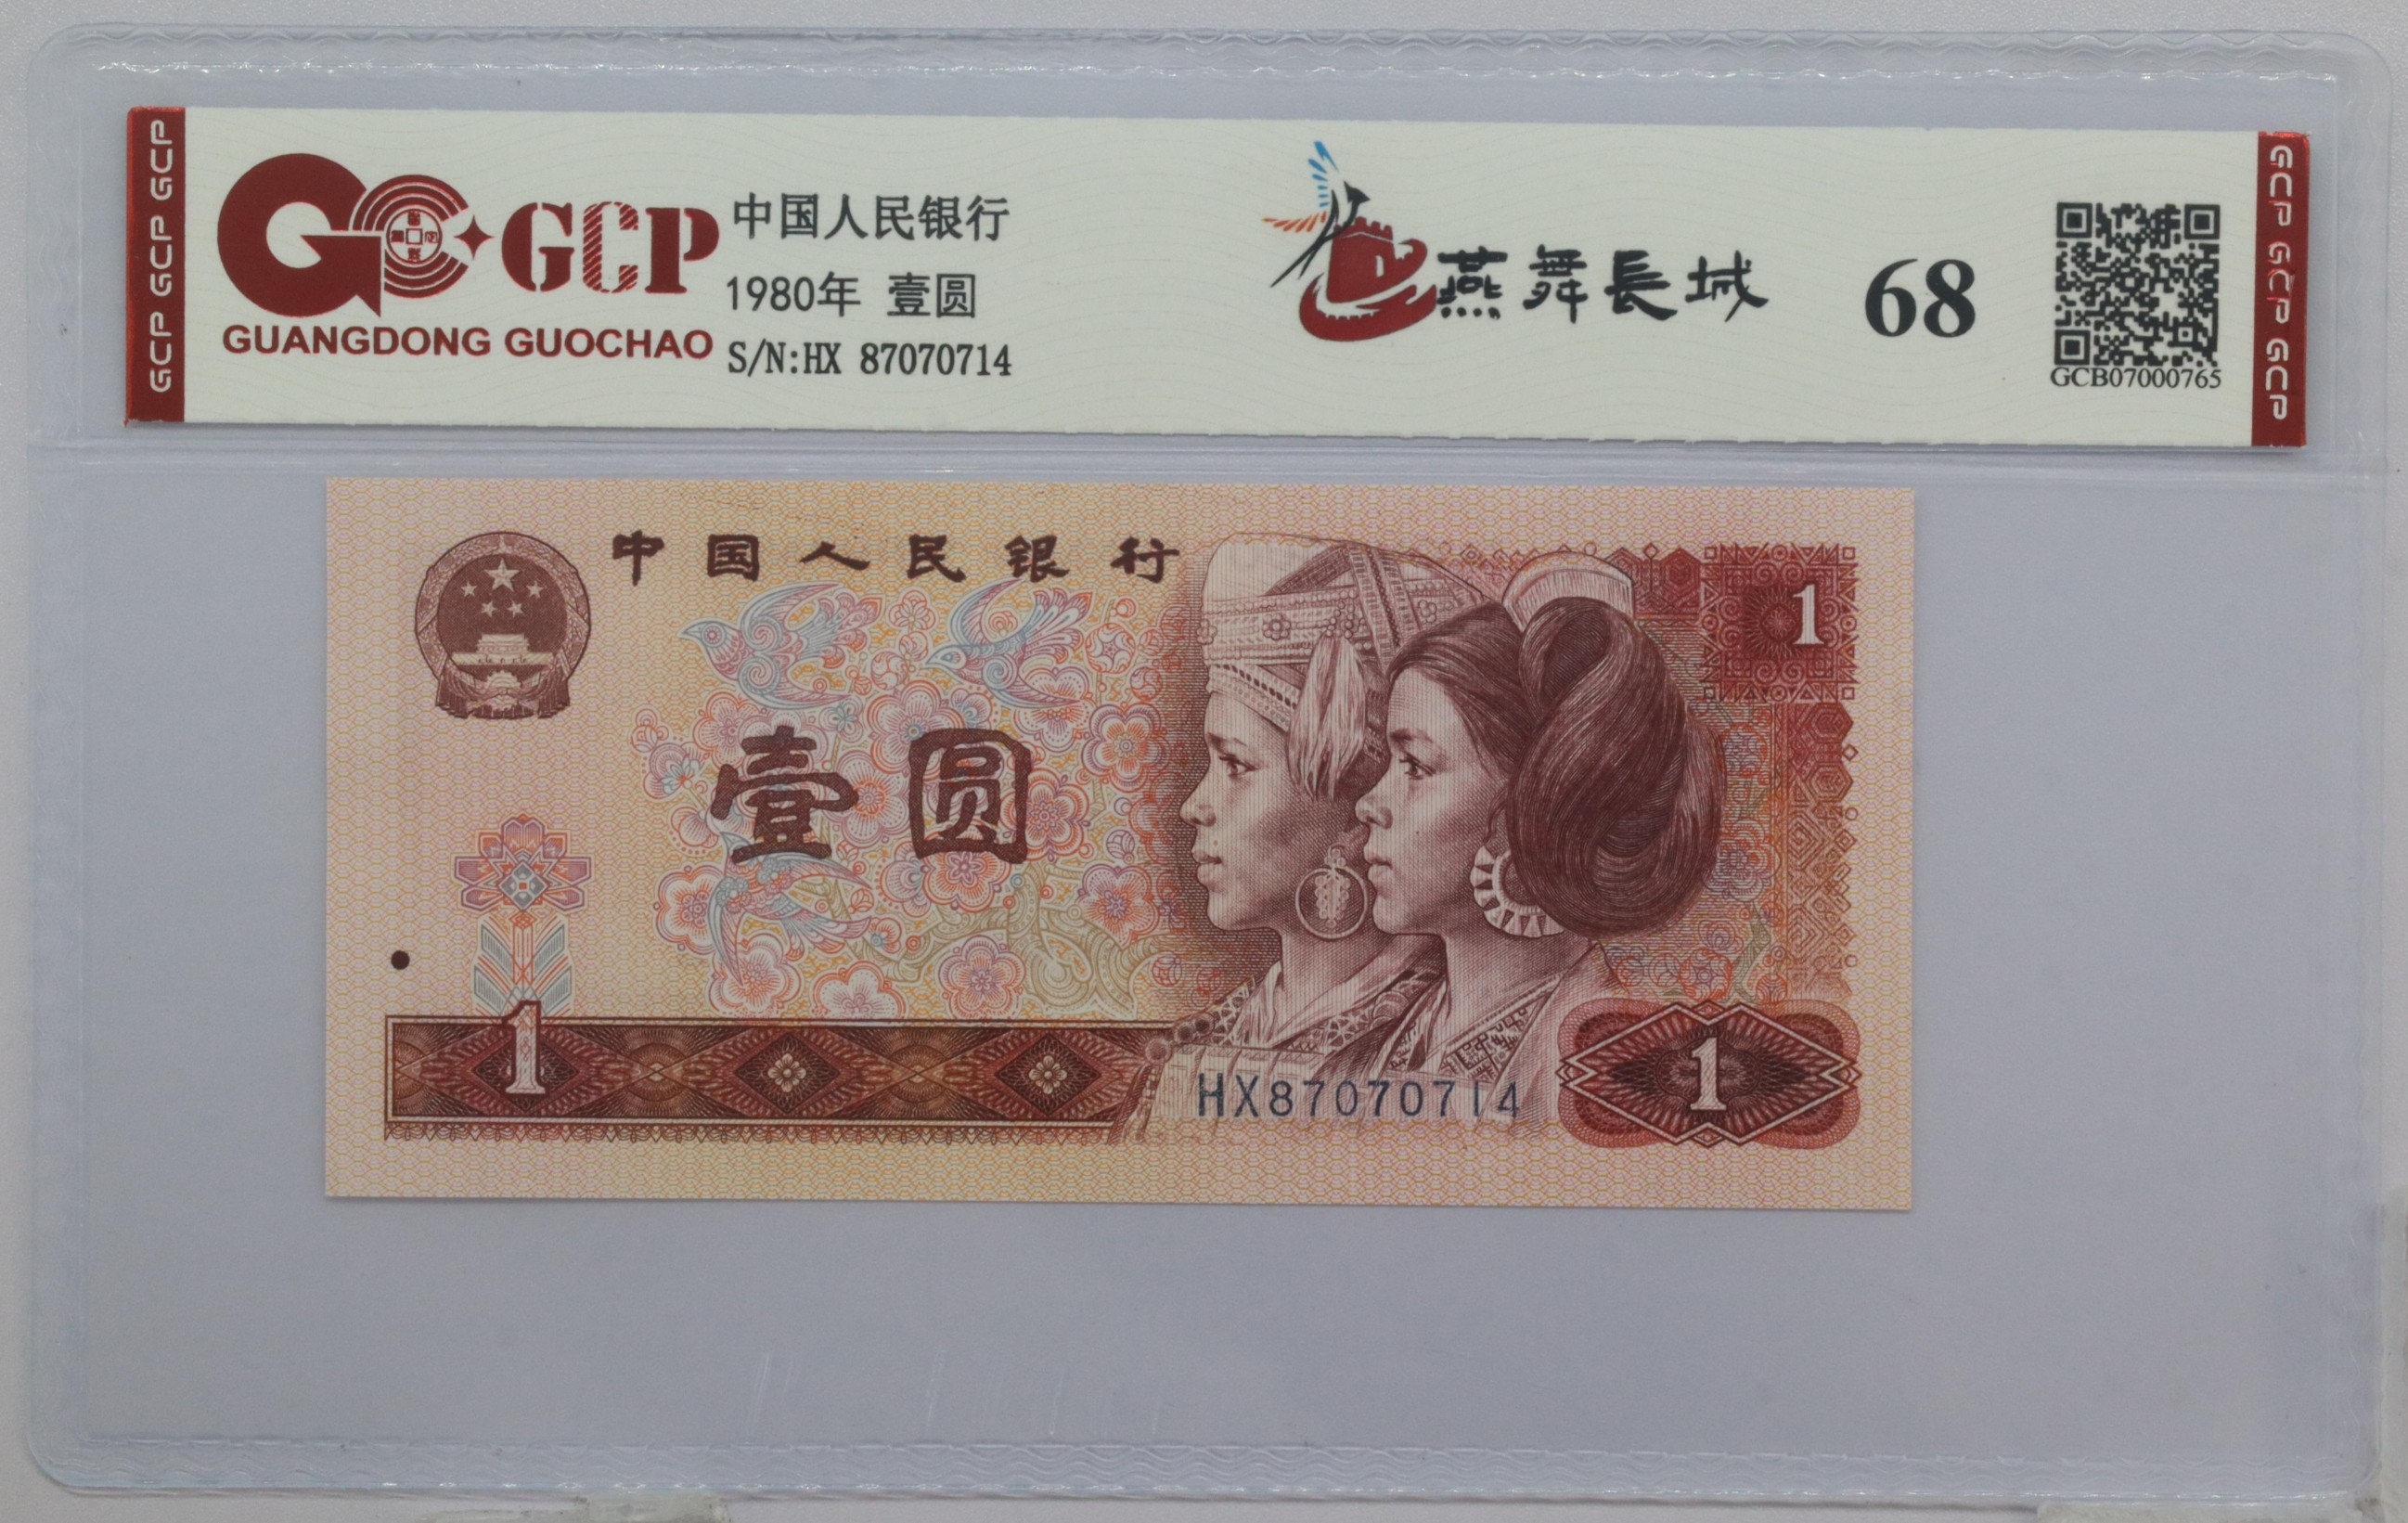 GCP GCP GCP
GCP
GUANGDONG GUOCHAO
中国人民银行
1980年 壹圆
S/N:HX 87070714
燕舞長城
68
GCB07000765
GCP GCP GCP
中国人民银行
1
壹圆
1
HX87070714
1